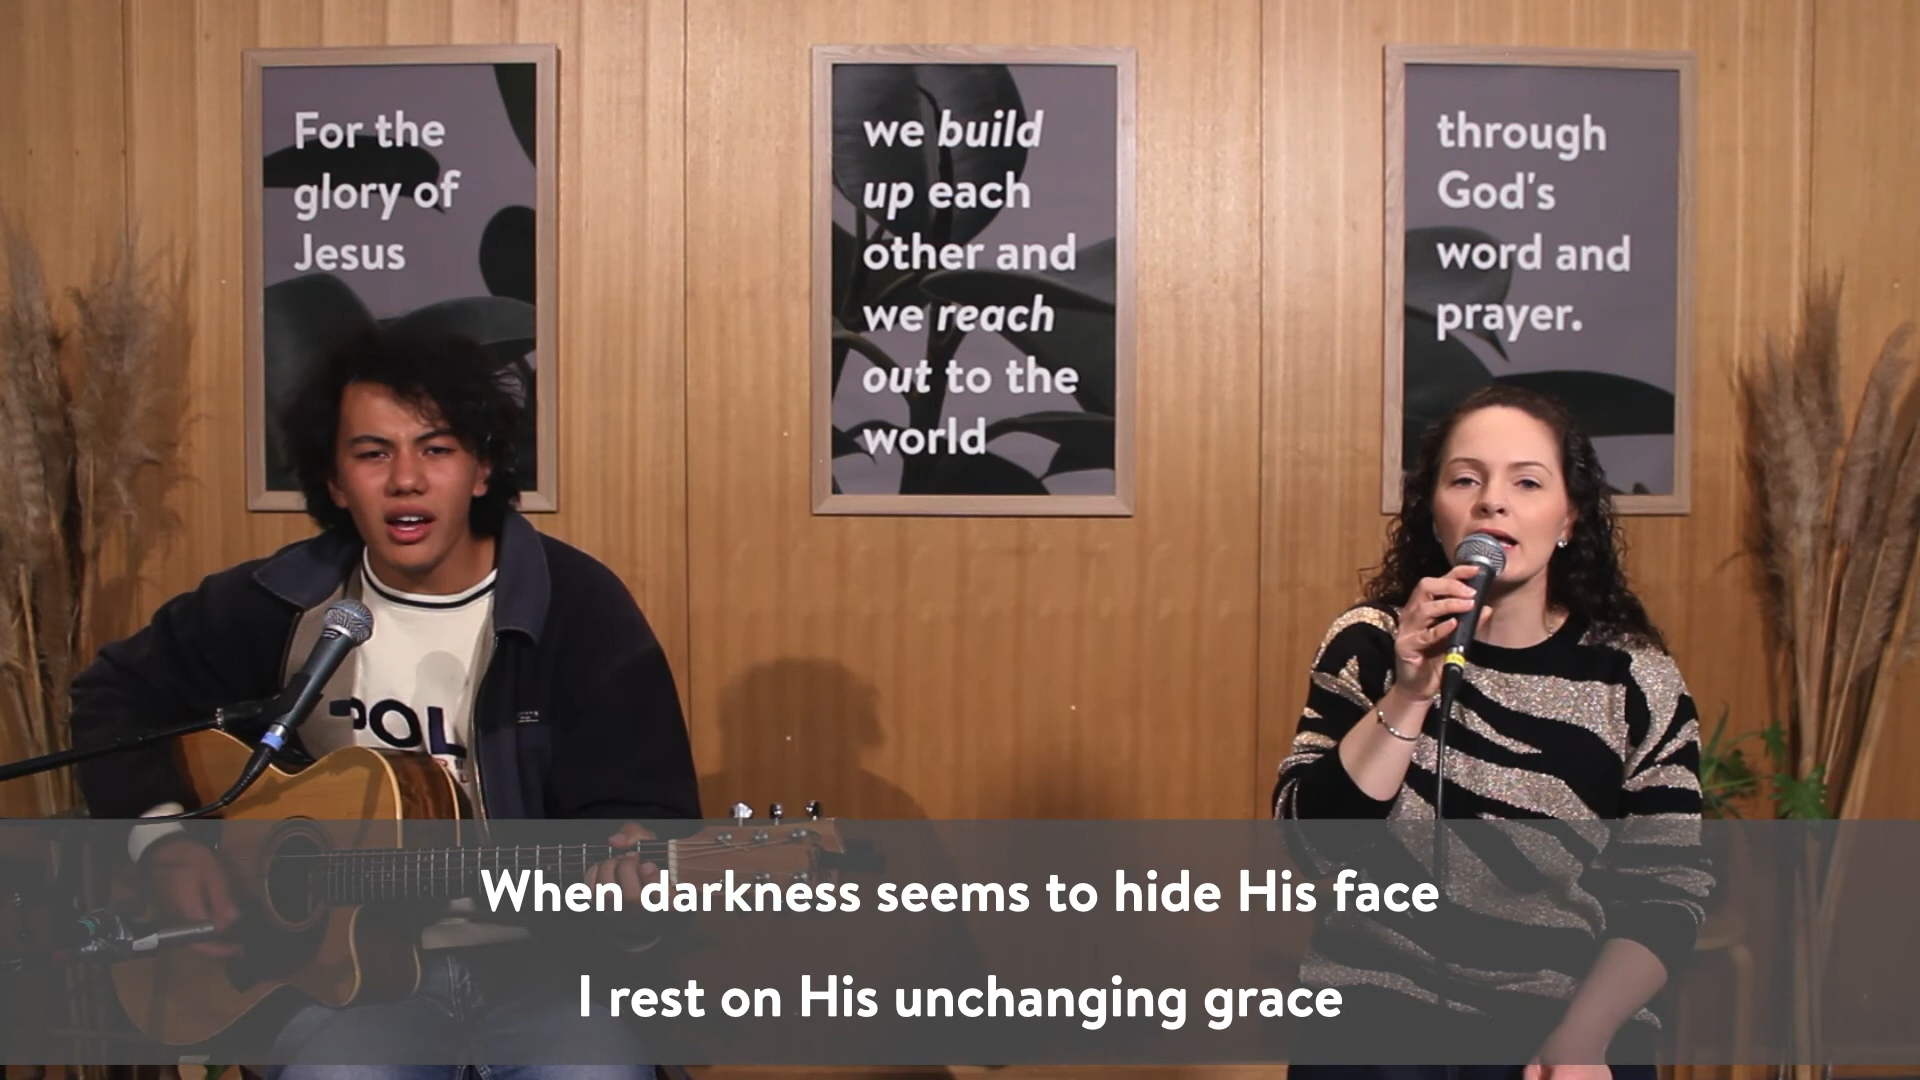 For the
glory of
Jesus
we build
up each
other and
we reach
out to the
world
through
God's
word and
prayer.
POL
When darkness seems to hide His face
I rest on His unchanging grace